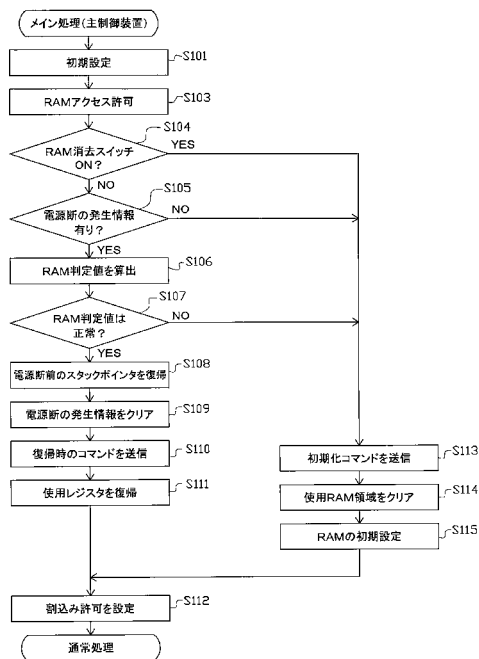 メイン処理(主制御装置)
初期設定
S101
RAMアクセス許可
S103
S104
RAM消去スイッチ
ON?
YES
NO
S105
電源断の発生情報
有り?
NO
YES
RAM判定値を算出
S106
S107
RAM判定値は
正常?
NO
YES
電源断前のスタックポインタを復帰
S108
電源断の発生情報をクリア
S109
復帰時のコマンドを送信
S110
使用レジスタを復帰
S111
初期化コマンドを送信
S113
使用RAM領域をクリア
S114
RAMの初期設定
S115
割込み許可を設定
S112
通常処理